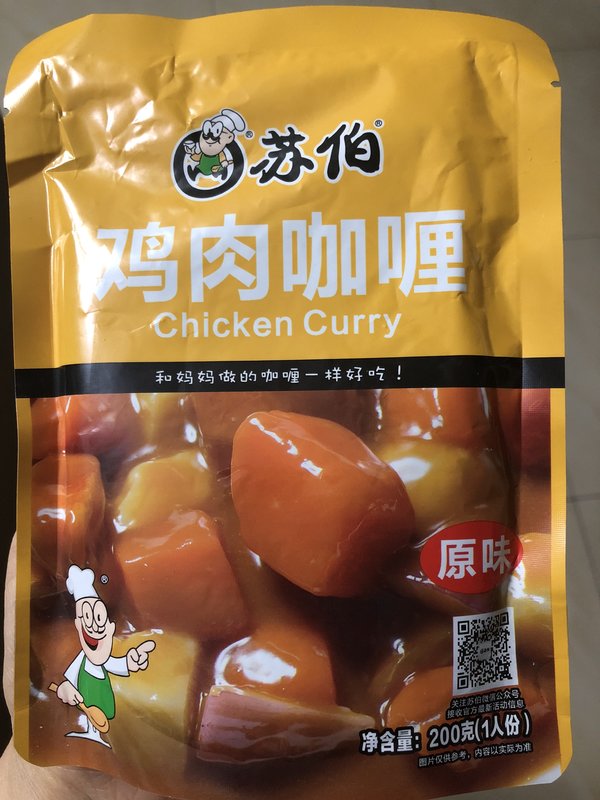 苏伯
鸡肉咖喱
Chicken Curry
和妈妈做的咖喱一样好吃！
原味
关注苏伯微信公众号
接收官方最新活动信息
净含量：200克(1人份)
图片仅供参考，内容以实际为准